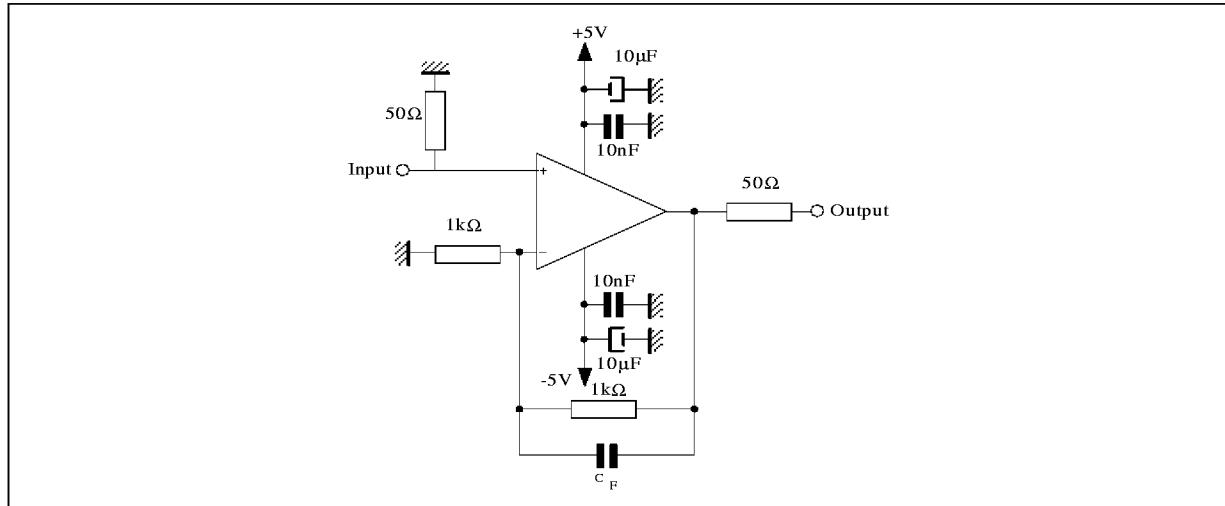 +5V
10µF
50Ω
10nF
Input
+
50Ω
Output
1kΩ
−
10nF
10µF
-5V
1kΩ
C F